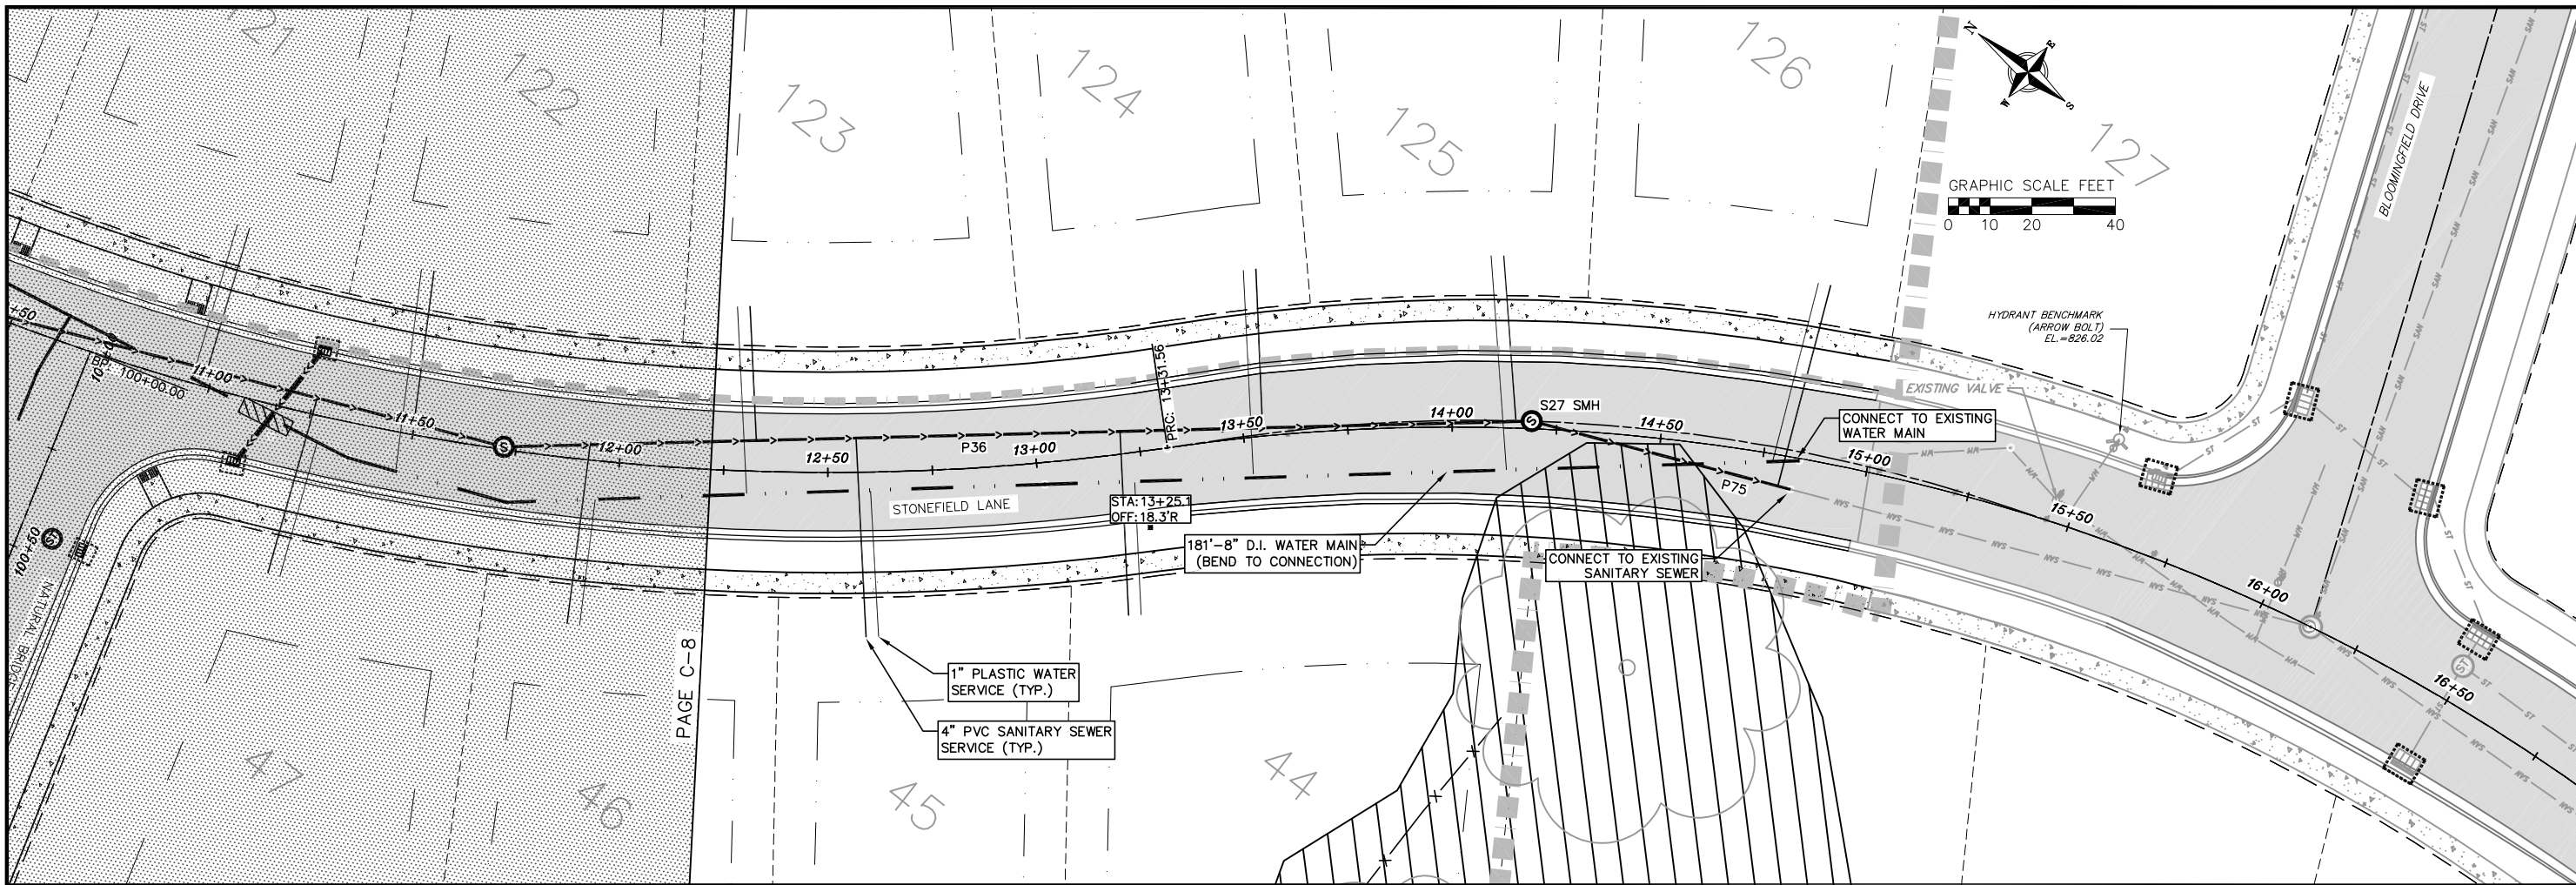 121
122
123
124
125
126
127
N
E
W
S
GRAPHIC SCALE FEET
0 10 20 40
BLOOMINGFIELD DRIVE
HYDRANT BENCHMARK
(ARROW BOLT)
EL.=826.02
EXISTING VALVE
CONNECT TO EXISTING
WATER MAIN
S27 SMH
PRC: 13+31.56
+50
100+00.00
11+00
11+50
12+00
12+50
13+00
13+50
14+00
14+50
15+00
15+50
16+00
16+50
P36
P75
STONEFIELD LANE
STA: 13+25.1
OFF: 18.3'R
181'-8" D.I. WATER MAIN
(BEND TO CONNECTION)
CONNECT TO EXISTING
SANITARY SEWER
1" PLASTIC WATER
SERVICE (TYP.)
4" PVC SANITARY SEWER
SERVICE (TYP.)
PAGE C-8
100+50
ST
NATURAL
47
46
45
44
S
S
ST
SAN
WM